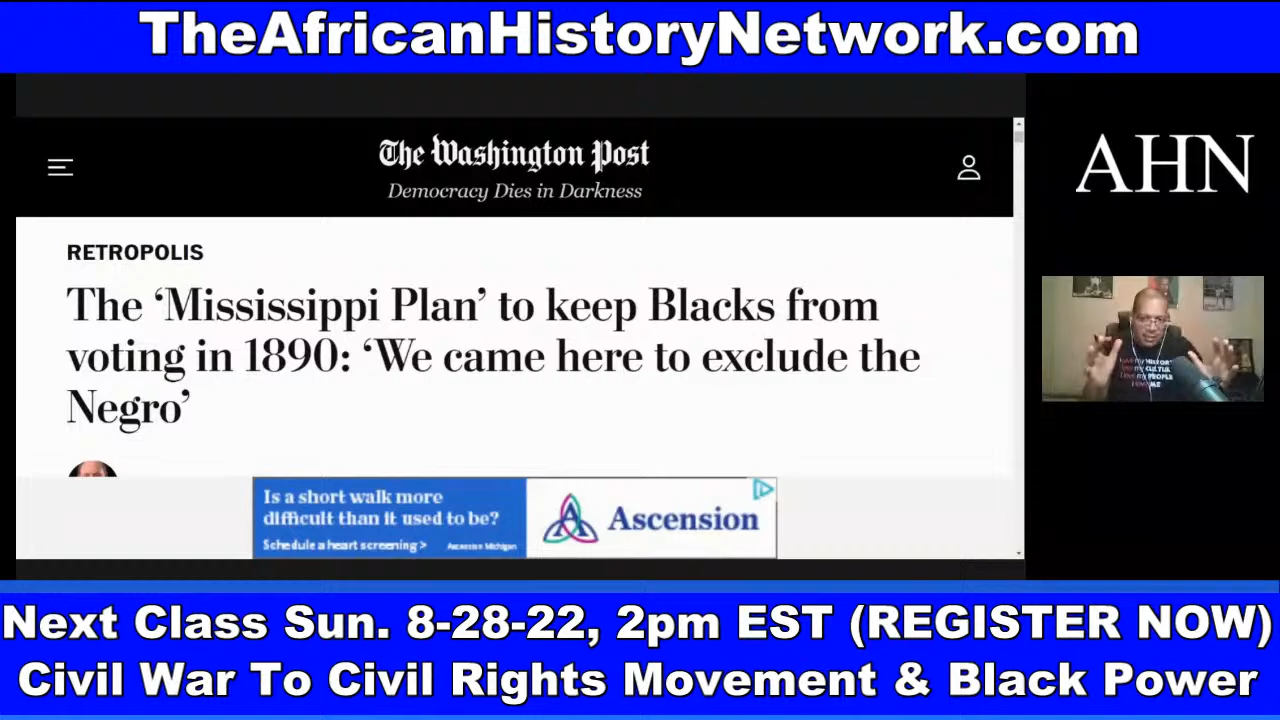 TheAfricanHistoryNetwork.com
The Washington Post
Democracy Dies in Darkness
AHN
RETROPOLIS
The ‘Mississippi Plan’ to keep Blacks from
voting in 1890: ‘We came here to exclude the
Negro’
Is a short walk more
difficult than it used to be?
Schedule a heart screening >
Ascension Michigan
Ascension
Next Class Sun. 8-28-22, 2pm EST (REGISTER NOW)
Civil War To Civil Rights Movement & Black Power